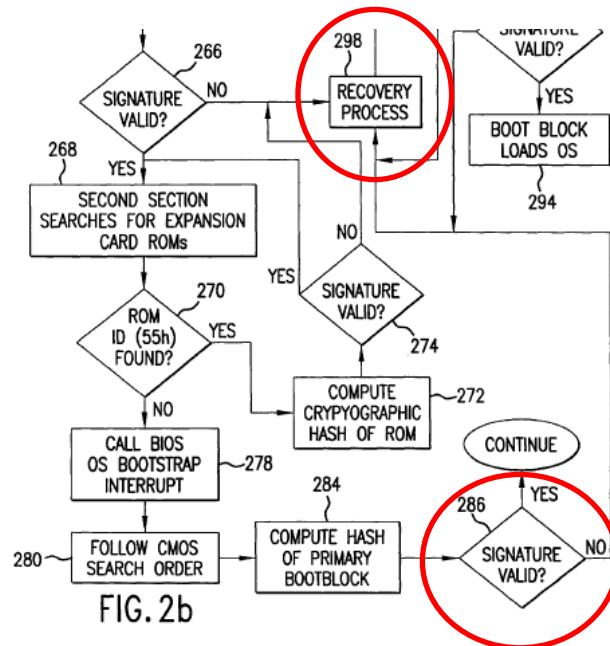 266
SIGNATURE
VALID?
NO
YES
298
RECOVERY
PROCESS
SIGNATURE
VALID?
YES
BOOT BLOCK
LOADS OS
294
268
SECOND SECTION
SEARCHES FOR EXPANSION
CARD ROMs
NO
YES
SIGNATURE
VALID?
274
270
ROM
ID (55h)
FOUND?
YES
NO
COMPUTE
CRYPYOGRAPHIC
HASH OF ROM
272
CALL BIOS
OS BOOTSTRAP
INTERRUPT
278
280
FOLLOW CMOS
SEARCH ORDER
284
COMPUTE HASH
OF PRIMARY
BOOTBLOCK
CONTINUE
YES
286
SIGNATURE
VALID?
NO
FIG. 2b